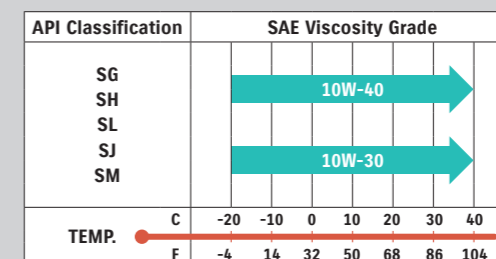 API Classification SAE Viscosity Grade
SG
SH
SL
SJ
SM
10W-40
10W-30
TEMP.
C -20 -10 0 10 20 30 40
F -4 14 32 50 68 86 104